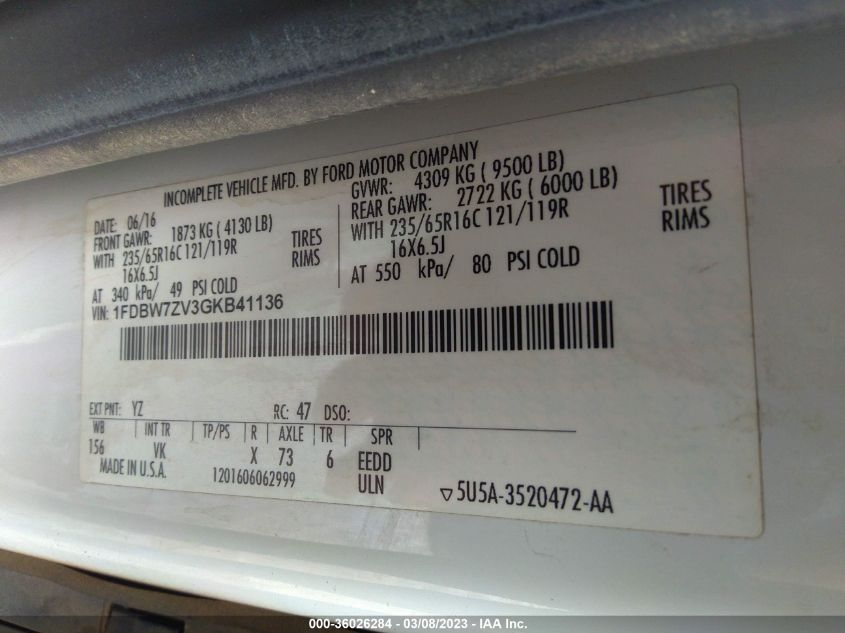 INCOMPLETE VEHICLE MFD. BY FORD MOTOR COMPANY
DATE: 06/16
FRONT GAWR: 1873 KG ( 4130 LB)
WITH 235/65R16C 121/119R TIRES
16X6.5J RIMS
AT 340 kPa/ 49 PSI COLD
GVWR: 4309 KG ( 9500 LB)
REAR GAWR: 2722 KG ( 6000 LB)
WITH 235/65R16C 121/119R TIRES
16X6.5J RIMS
AT 550 kPa/ 80 PSI COLD
VIN: 1FDBW7ZV3GKB41136
EXT PNT: YZ RC: 47 DSO:
WB INT TR TP/PS R AXLE TR SPR
156 VK X 73 6 EEDD
MADE IN U.S.A. 1201606062999 ULN 5U5A-3520472-AA
000-36026284 - 03/08/2023 - IAA Inc.